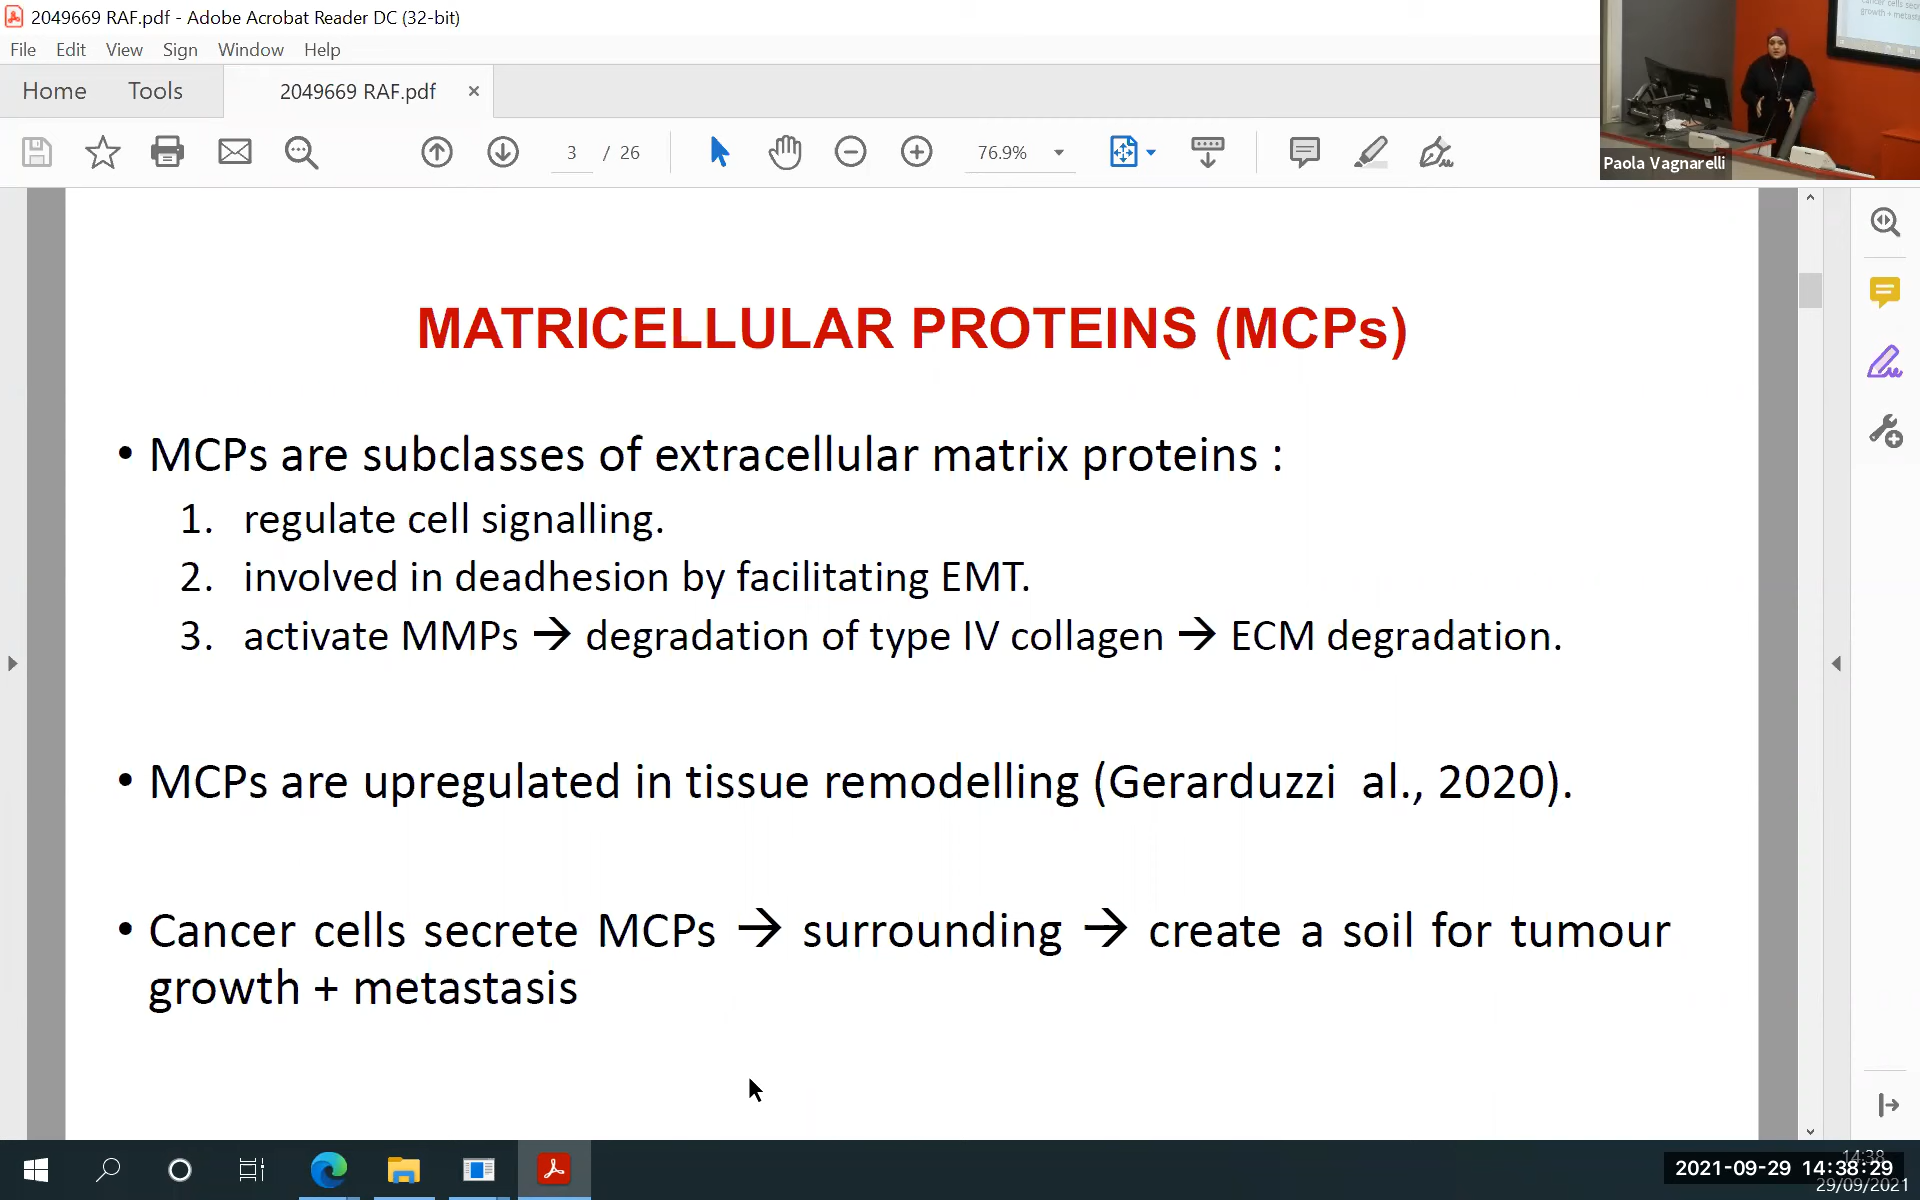 2049669 RAF.pdf - Adobe Acrobat Reader DC (32-bit)
File Edit View Sign Window Help
Home Tools 2049669 RAF.pdf ×
3 / 26 76.9%
Paola Vagnarelli
growth + metast
MATRICELLULAR PROTEINS (MCPs)
• MCPs are subclasses of extracellular matrix proteins :
1. regulate cell signalling.
2. involved in deadhesion by facilitating EMT.
3. activate MMPs → degradation of type IV collagen → ECM degradation.
• MCPs are upregulated in tissue remodelling (Gerarduzzi al., 2020).
• Cancer cells secrete MCPs → surrounding → create a soil for tumour
growth + metastasis
14:38
2021-09-29 14:38:29
29/09/2021